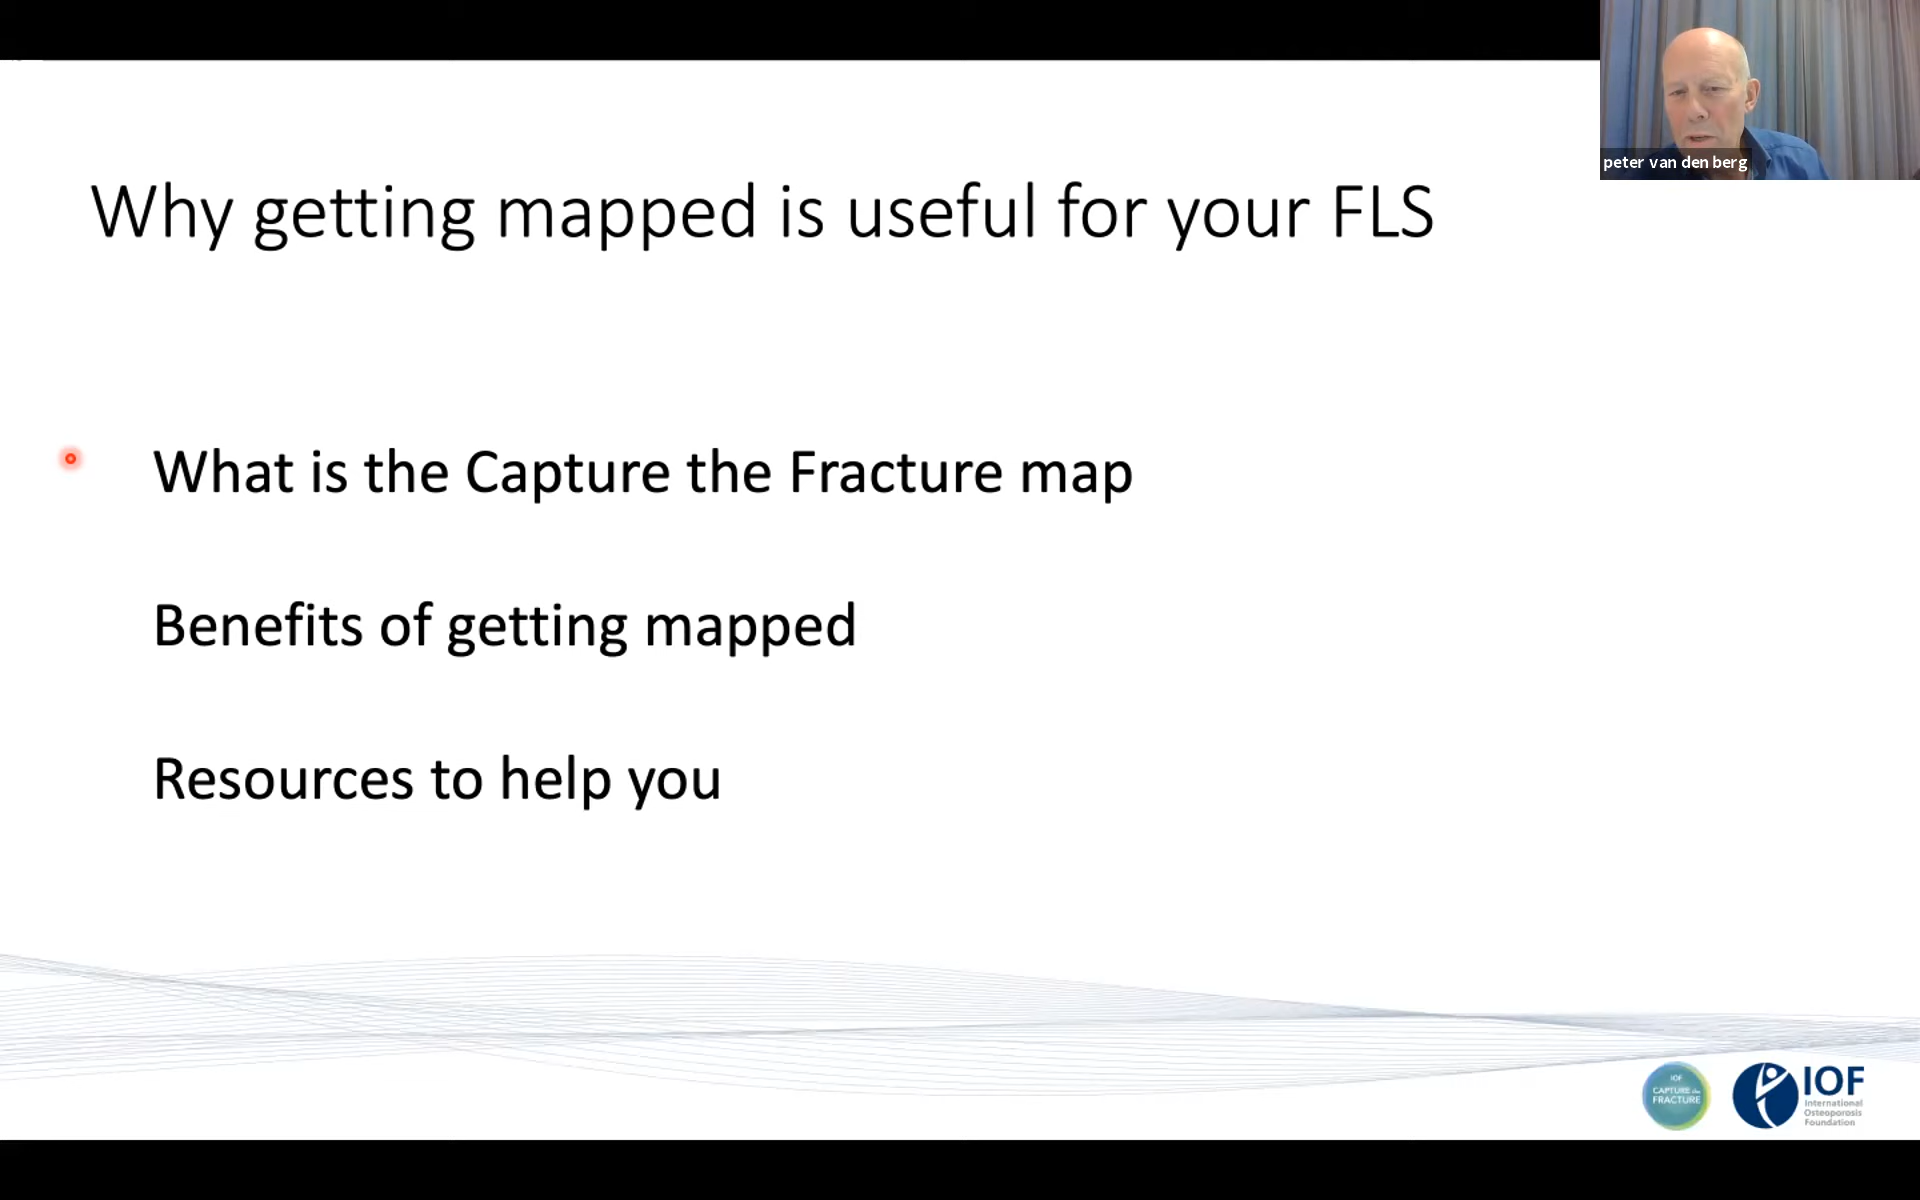 peter van den berg
Why getting mapped is useful for your FLS
What is the Capture the Fracture map
Benefits of getting mapped
Resources to help you
IOF
CAPTURE the
FRACTURE
IOF
International
Osteoporosis
Foundation